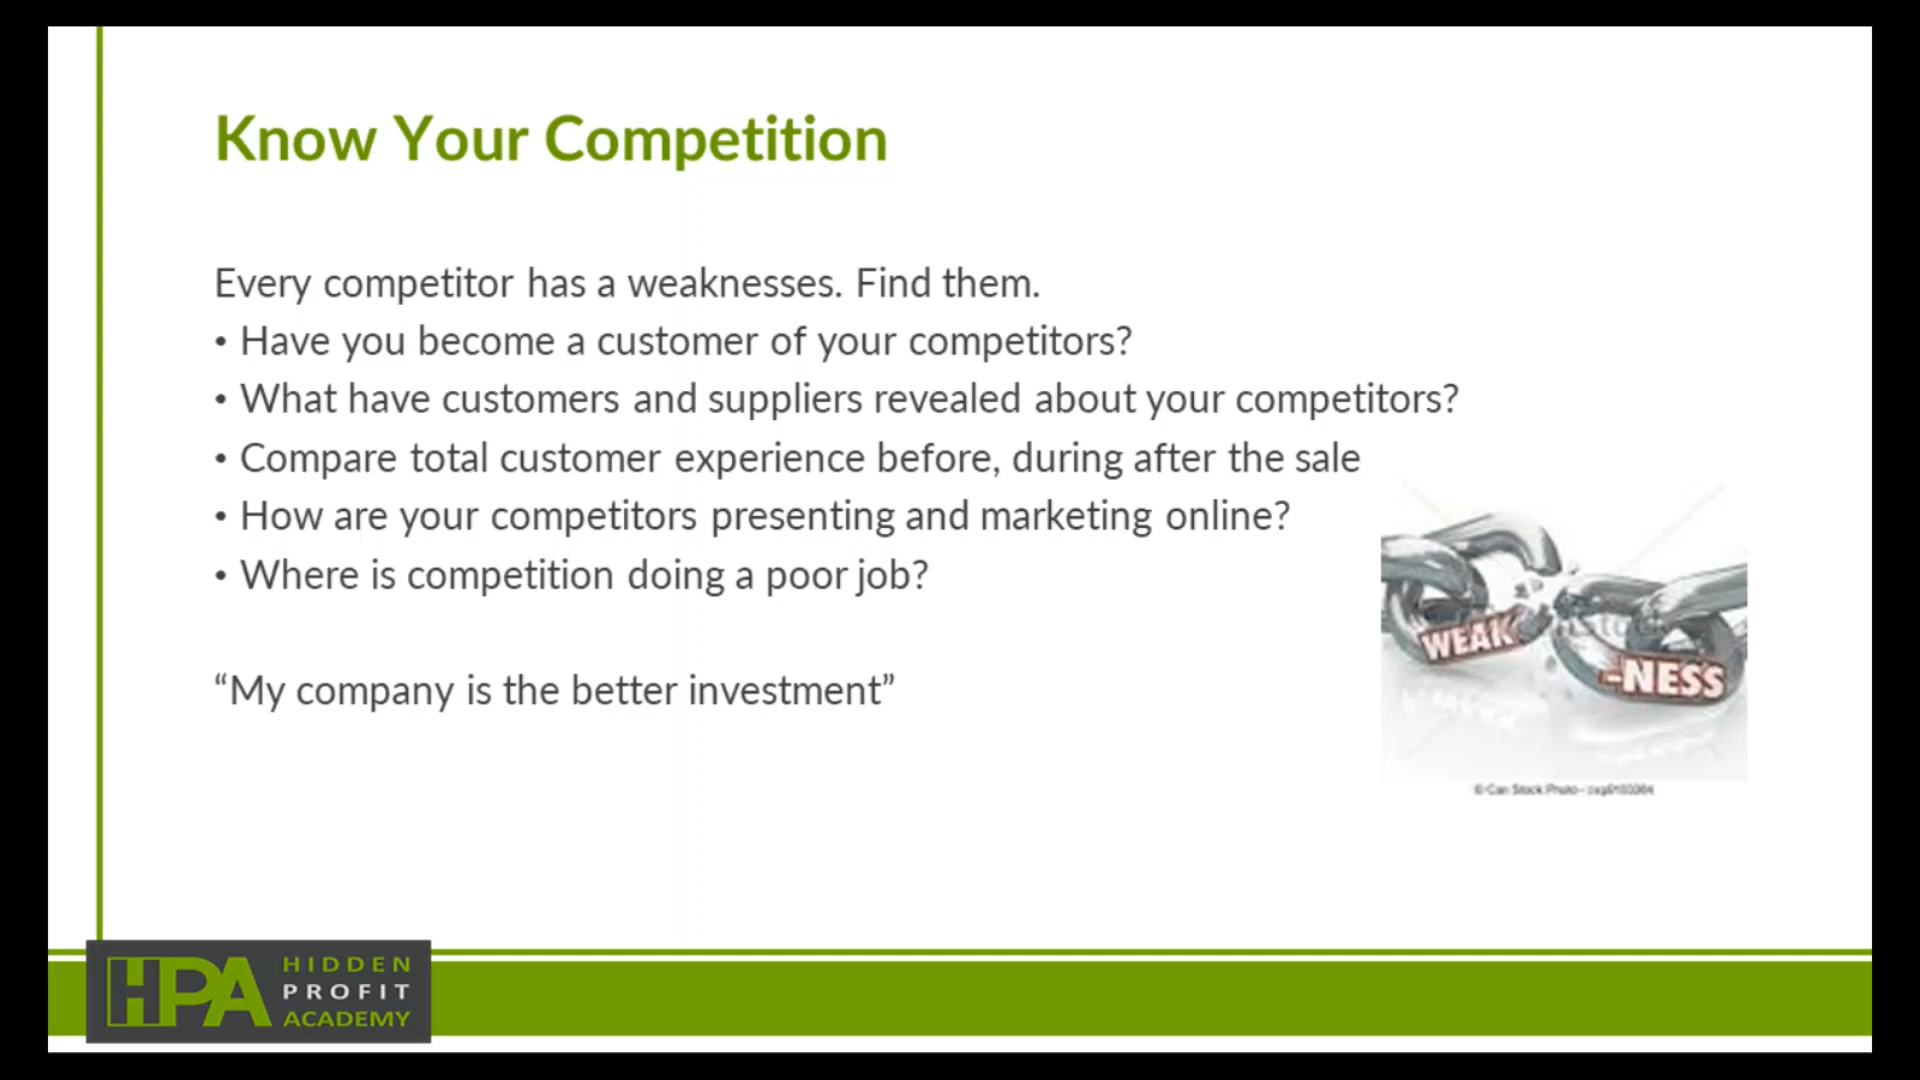 Know Your Competition
Every competitor has a weaknesses. Find them.
• Have you become a customer of your competitors?
• What have customers and suppliers revealed about your competitors?
• Compare total customer experience before, during after the sale
• How are your competitors presenting and marketing online?
• Where is competition doing a poor job?
“My company is the better investment”
WEAK
-NESS
© Can Stock Photo -
HPA
HIDDEN
PROFIT
ACADEMY